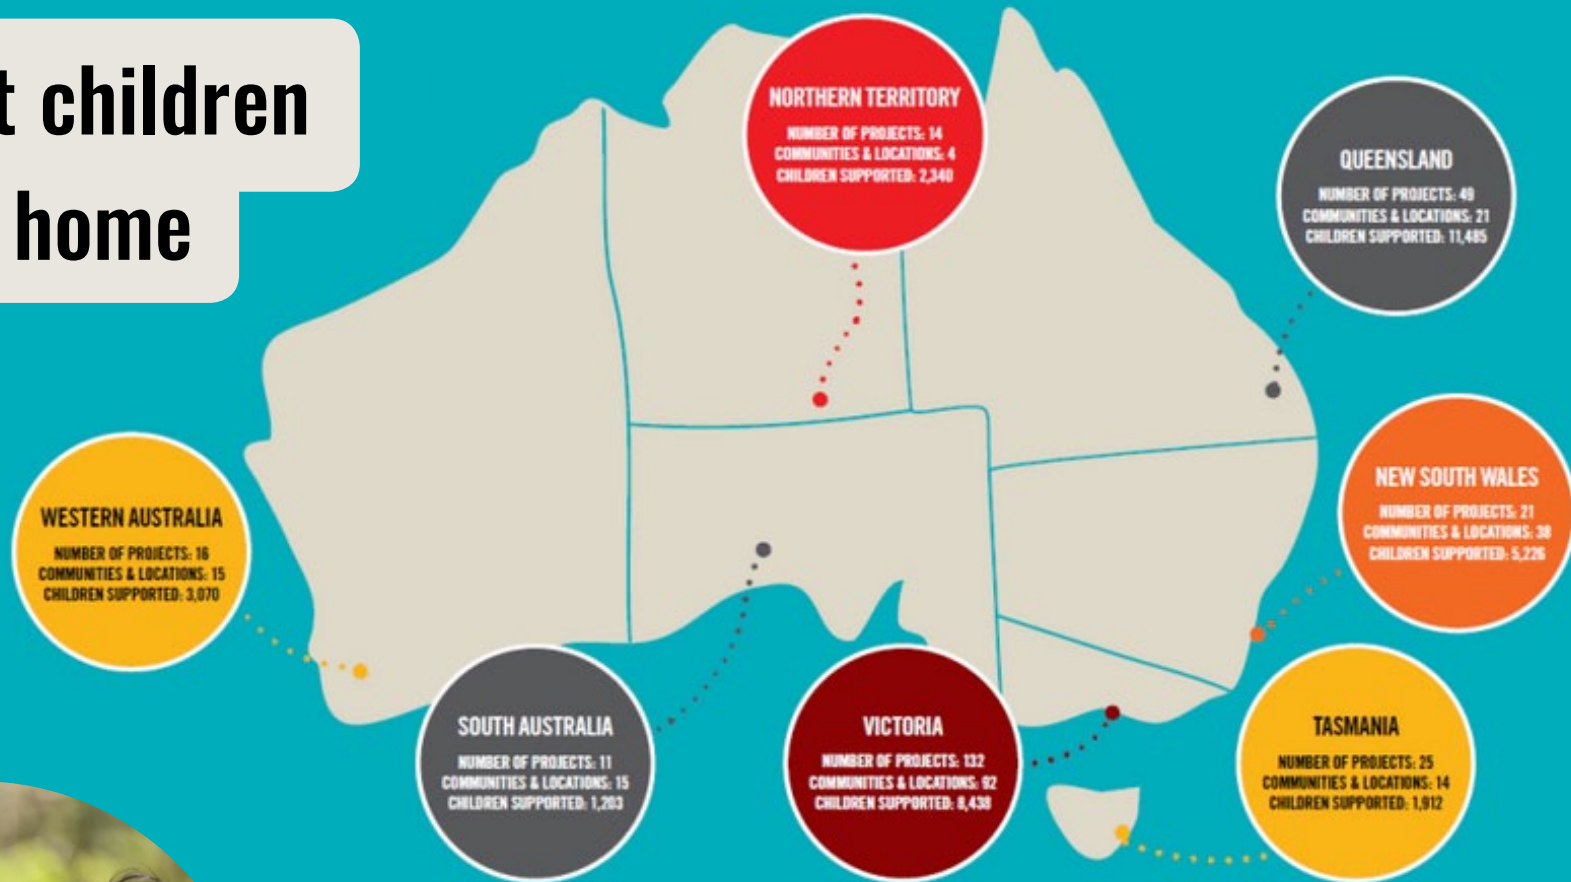 t children
home
NORTHERN TERRITORY
NUMBER OF PROJECTS: 14
COMMUNITIES & LOCATIONS: 4
CHILDREN SUPPORTED: 2,340
QUEENSLAND
NUMBER OF PROJECTS: 49
COMMUNITIES & LOCATIONS: 21
CHILDREN SUPPORTED: 11,485
WESTERN AUSTRALIA
NUMBER OF PROJECTS: 16
COMMUNITIES & LOCATIONS: 15
CHILDREN SUPPORTED: 3,070
NEW SOUTH WALES
NUMBER OF PROJECTS: 21
COMMUNITIES & LOCATIONS: 38
CHILDREN SUPPORTED: 5,226
SOUTH AUSTRALIA
NUMBER OF PROJECTS: 11
COMMUNITIES & LOCATIONS: 15
CHILDREN SUPPORTED: 1,203
VICTORIA
NUMBER OF PROJECTS: 132
COMMUNITIES & LOCATIONS: 92
CHILDREN SUPPORTED: 8,438
TASMANIA
NUMBER OF PROJECTS: 25
COMMUNITIES & LOCATIONS: 14
CHILDREN SUPPORTED: 1,912